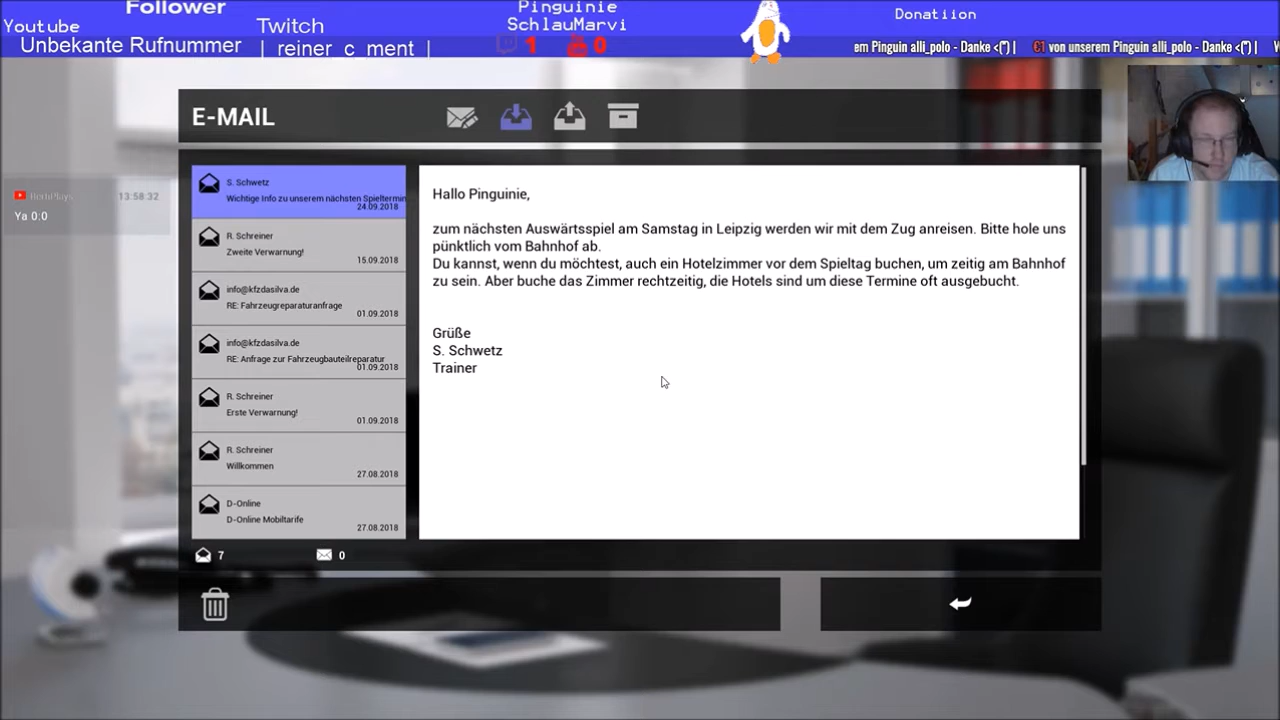 Follower
Pinguinie
Youtube
Twitch
SchlauMarvi
Donatiion
Unbekante Rufnummer
| reiner_c_ment |
1
0
em Pinguin alli_polo - Danke <(") |
€1 von unserem Pinguin alli_polo - Danke <(") |
E-MAIL
13:58:32
Ya 0:0
S. Schwetz
Wichtige Info zu unserem nächsten Spieltermin
24.09.2018
R. Schreiner
Zweite Verwarnung!
15.09.2018
info@kfzdasilva.de
RE: Fahrzeugreparaturanfrage
01.09.2018
info@kfzdasilva.de
RE: Anfrage zur Fahrzeugbauteilreparatur
01.09.2018
R. Schreiner
Erste Verwarnung!
01.09.2018
R. Schreiner
Willkommen
27.08.2018
D-Online
D-Online Mobiltarife
27.08.2018
7
0
Hallo Pinguinie,
zum nächsten Auswärtsspiel am Samstag in Leipzig werden wir mit dem Zug anreisen. Bitte hole uns
pünktlich vom Bahnhof ab.
Du kannst, wenn du möchtest, auch ein Hotelzimmer vor dem Spieltag buchen, um zeitig am Bahnhof
zu sein. Aber buche das Zimmer rechtzeitig, die Hotels sind um diese Termine oft ausgebucht.
Grüße
S. Schwetz
Trainer